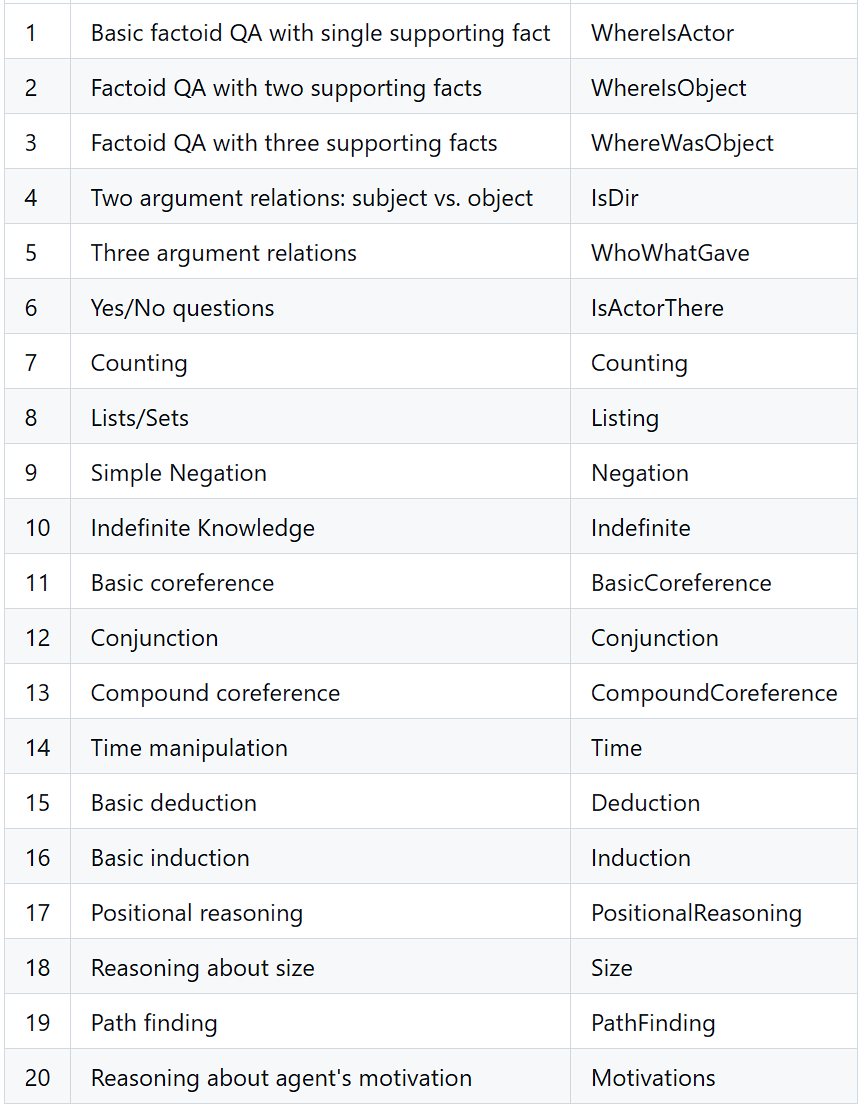 1 Basic factoid QA with single supporting fact WhereIsActor
2 Factoid QA with two supporting facts WhereIsObject
3 Factoid QA with three supporting facts WhereWasObject
4 Two argument relations: subject vs. object IsDir
5 Three argument relations WhoWhatGave
6 Yes/No questions IsActorThere
7 Counting Counting
8 Lists/Sets Listing
9 Simple Negation Negation
10 Indefinite Knowledge Indefinite
11 Basic coreference BasicCoreference
12 Conjunction Conjunction
13 Compound coreference CompoundCoreference
14 Time manipulation Time
15 Basic deduction Deduction
16 Basic induction Induction
17 Positional reasoning PositionalReasoning
18 Reasoning about size Size
19 Path finding PathFinding
20 Reasoning about agent's motivation Motivations